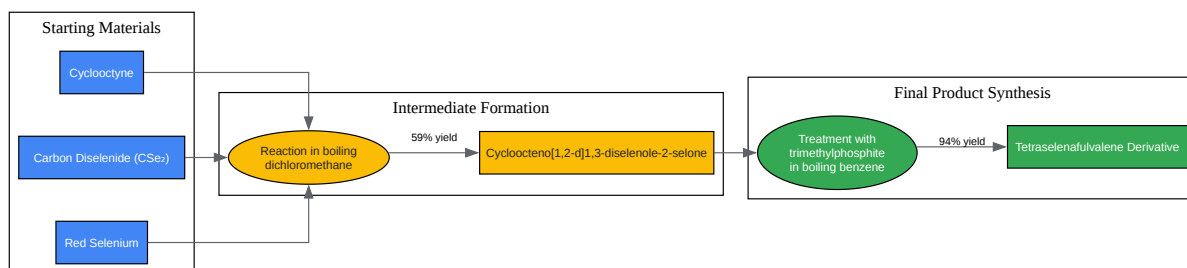 Starting Materials
Cyclooctyne
Carbon Diselenide (CSe₂)
Red Selenium
Intermediate Formation
Reaction in boiling
dichloromethane
59% yield
Cycloocteno[1,2-d]1,3-diselenole-2-selone
Final Product Synthesis
Treatment with
trimethylphosphite
in boiling benzene
94% yield
Tetraselenafulvalene Derivative